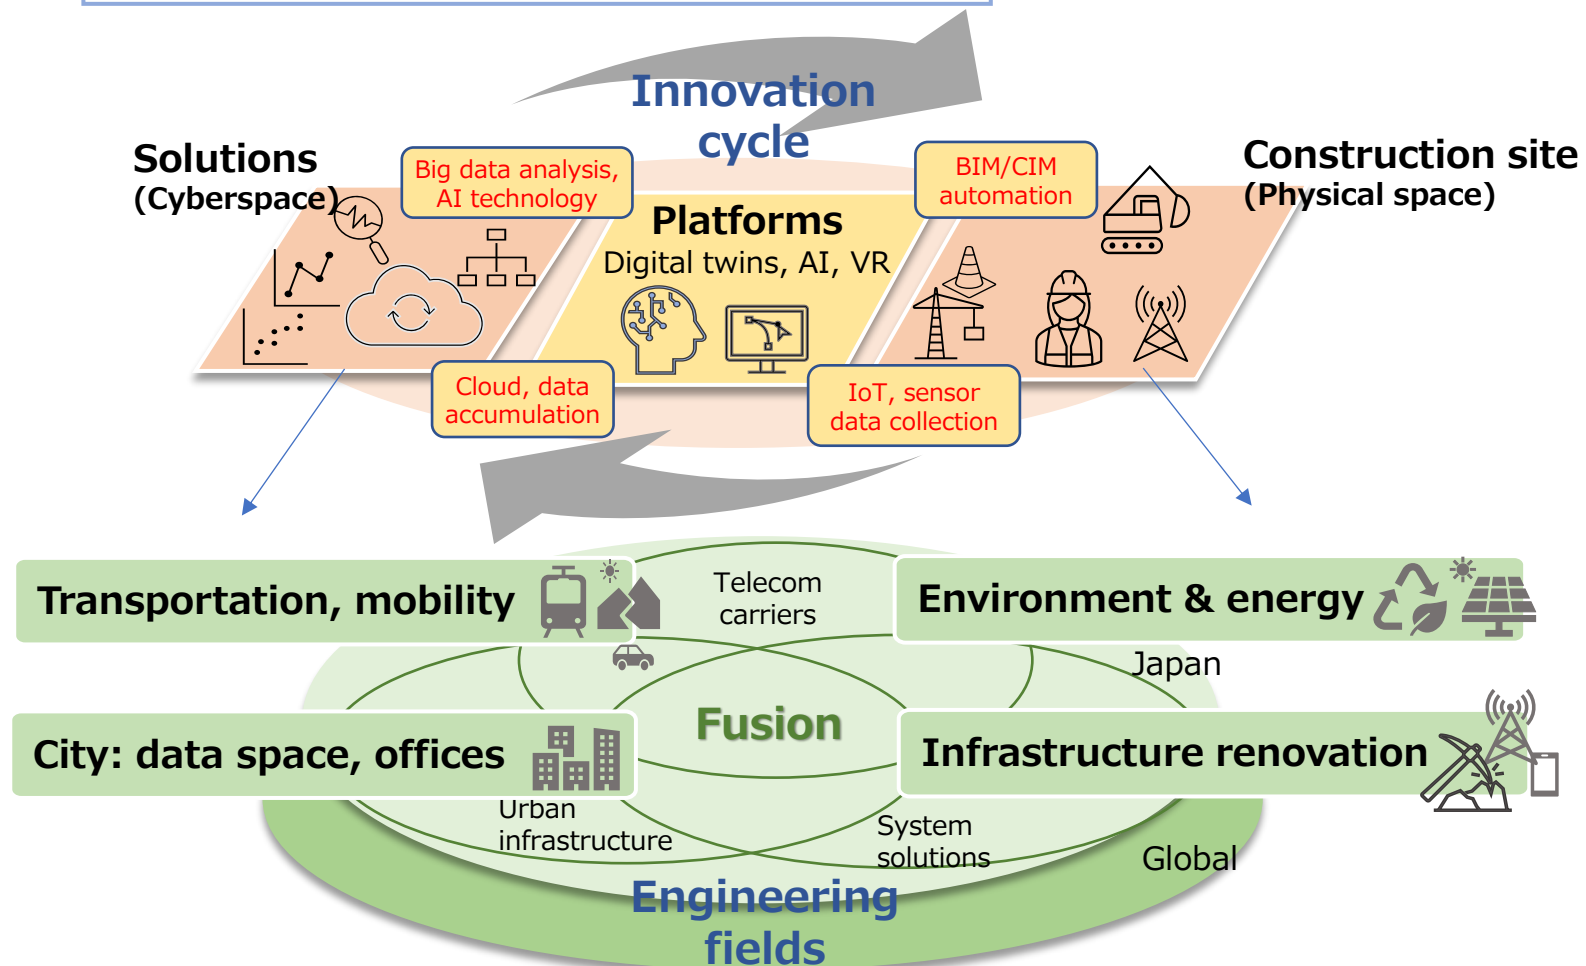 Innovation
cycle
Solutions
(Cyberspace)
Big data analysis,
AI technology
Platforms
Digital twins, AI, VR
BIM/CIM
automation
Construction site
(Physical space)
Cloud, data
accumulation
IoT, sensor
data collection
Transportation, mobility
Telecom
carriers
Environment & energy
Japan
City: data space, offices
Fusion
Infrastructure renovation
Urban
infrastructure
System
solutions
Global
Engineering
fields